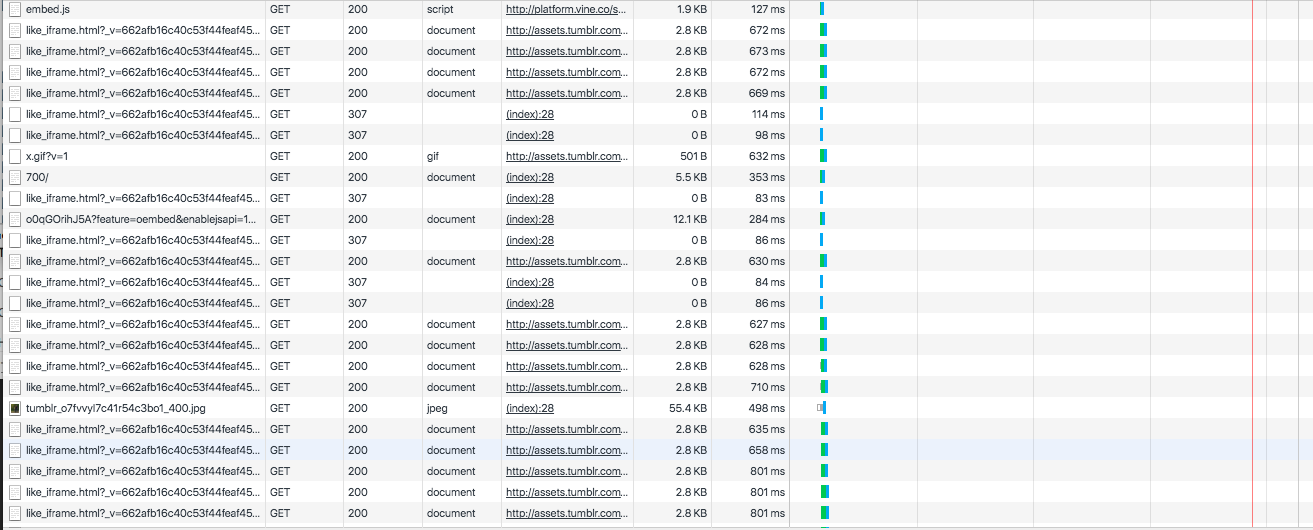 embed.js GET 200 script http://platform.vine.co/s... 1.9 KB 127 ms
like_iframe.html?_v=662afb16c40c53f44feaf45... GET 200 document http://assets.tumblr.com... 2.8 KB 672 ms
like_iframe.html?_v=662afb16c40c53f44feaf45... GET 200 document http://assets.tumblr.com... 2.8 KB 673 ms
like_iframe.html?_v=662afb16c40c53f44feaf45... GET 200 document http://assets.tumblr.com... 2.8 KB 672 ms
like_iframe.html?_v=662afb16c40c53f44feaf45... GET 200 document http://assets.tumblr.com... 2.8 KB 669 ms
like_iframe.html?_v=662afb16c40c53f44feaf45... GET 307 (index):28 0 B 114 ms
like_iframe.html?_v=662afb16c40c53f44feaf45... GET 307 (index):28 0 B 98 ms
x.gif?v=1 GET 200 gif http://assets.tumblr.com... 501 B 632 ms
700/ GET 200 document (index):28 5.5 KB 353 ms
like_iframe.html?_v=662afb16c40c53f44feaf45... GET 307 (index):28 0 B 83 ms
o0qGOrihJ5A?feature=oembed&enablejsapi=1... GET 200 document (index):28 12.1 KB 284 ms
like_iframe.html?_v=662afb16c40c53f44feaf45... GET 307 (index):28 0 B 86 ms
like_iframe.html?_v=662afb16c40c53f44feaf45... GET 200 document http://assets.tumblr.com... 2.8 KB 630 ms
like_iframe.html?_v=662afb16c40c53f44feaf45... GET 307 (index):28 0 B 84 ms
like_iframe.html?_v=662afb16c40c53f44feaf45... GET 307 (index):28 0 B 86 ms
like_iframe.html?_v=662afb16c40c53f44feaf45... GET 200 document http://assets.tumblr.com... 2.8 KB 627 ms
like_iframe.html?_v=662afb16c40c53f44feaf45... GET 200 document http://assets.tumblr.com... 2.8 KB 628 ms
like_iframe.html?_v=662afb16c40c53f44feaf45... GET 200 document http://assets.tumblr.com... 2.8 KB 628 ms
like_iframe.html?_v=662afb16c40c53f44feaf45... GET 200 document http://assets.tumblr.com... 2.8 KB 710 ms
tumblr_o7fvvyl7c41r54c3bo1_400.jpg GET 200 jpeg (index):28 55.4 KB 498 ms
like_iframe.html?_v=662afb16c40c53f44feaf45... GET 200 document http://assets.tumblr.com... 2.8 KB 635 ms
like_iframe.html?_v=662afb16c40c53f44feaf45... GET 200 document http://assets.tumblr.com... 2.8 KB 658 ms
like_iframe.html?_v=662afb16c40c53f44feaf45... GET 200 document http://assets.tumblr.com... 2.8 KB 801 ms
like_iframe.html?_v=662afb16c40c53f44feaf45... GET 200 document http://assets.tumblr.com... 2.8 KB 801 ms
like_iframe.html?_v=662afb16c40c53f44feaf45... GET 200 document http://assets.tumblr.com... 2.8 KB 801 ms